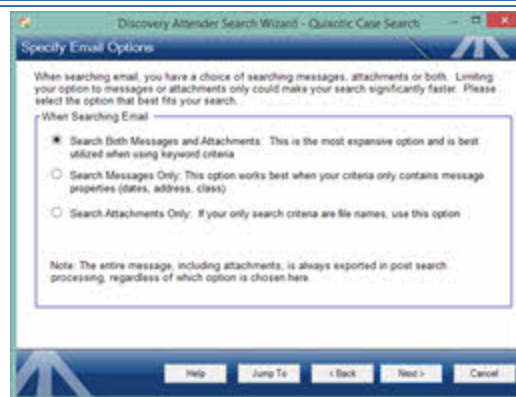 Discovery Attender Search Wizard - Quixotic Case Search
Specify Email Options
When searching email, you have a choice of searching messages, attachments or both. Limiting
your option to messages or attachments only could make your search significantly faster. Please
select the option that best fits your search.
When Searching Email
Search Both Messages and Attachments: This is the most expensive option and is best
utilized when using keyword criteria
Search Messages Only: This option works best when your criteria only contains message
properties (dates, address, class)
Search Attachments Only: If your only search criteria are file names, use this option
Note: The entire message, including attachments, is always exported in post search
processing, regardless of which option is chosen here.
Help
Jump To
< Back
Next >
Cancel